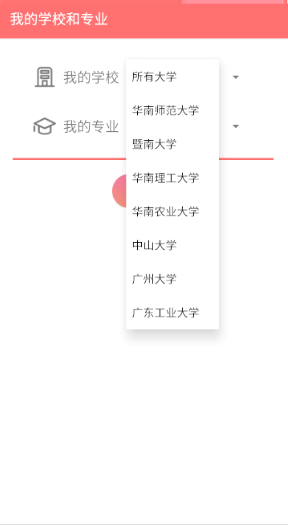 我的学校和专业
我的学校
我的专业
所有大学
华南师范大学
暨南大学
华南理工大学
华南农业大学
中山大学
广州大学
广东工业大学